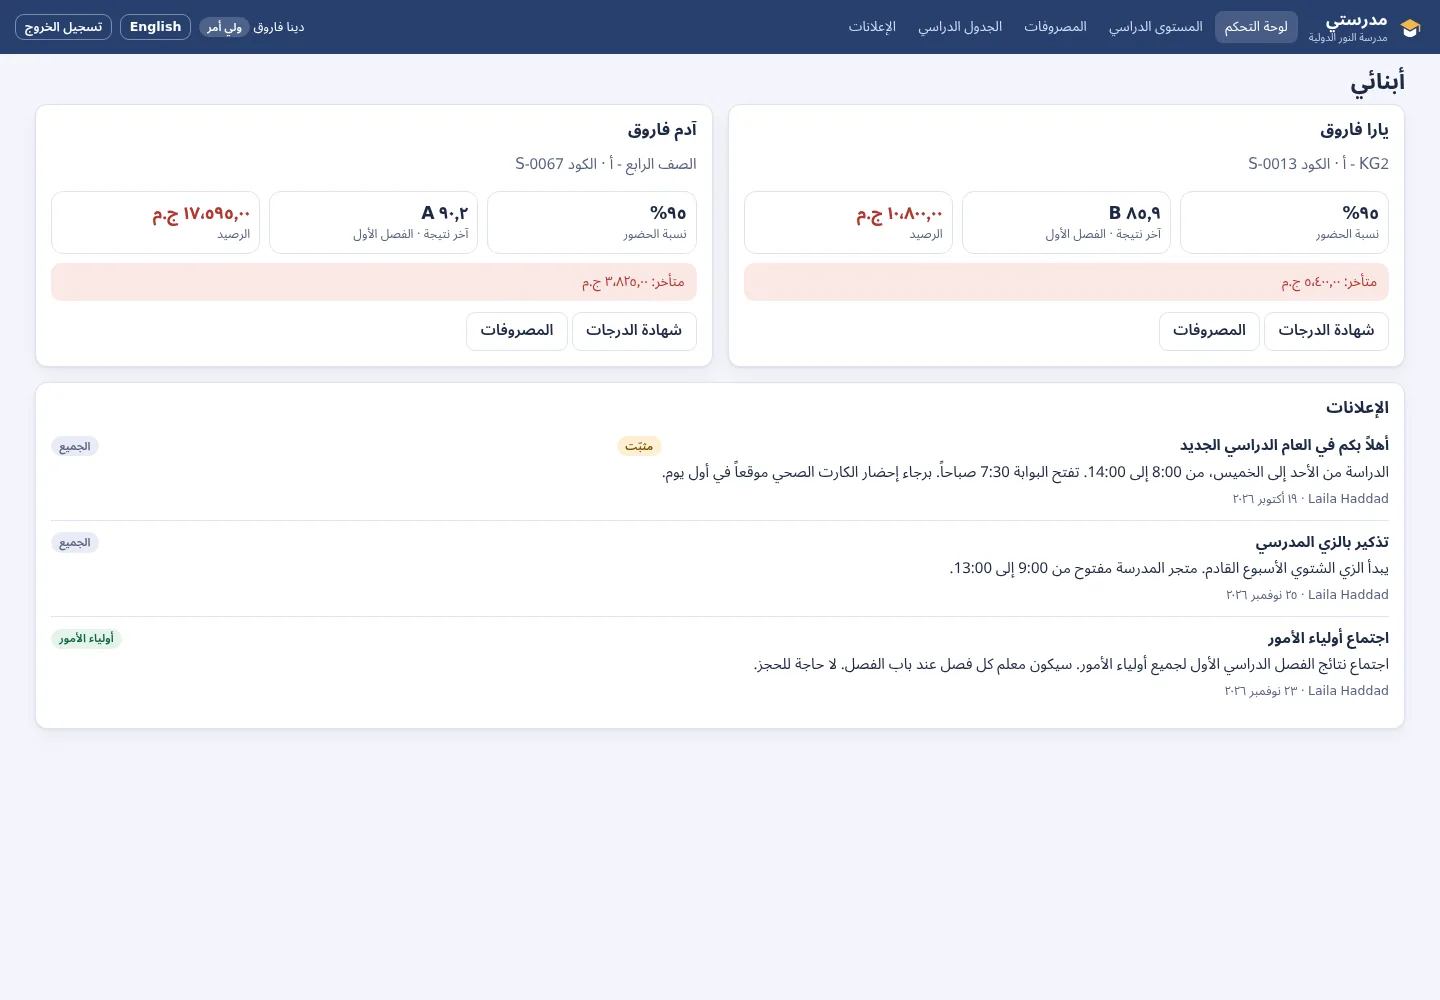 مدرستي
مدرسة النور الدولية
لوحة التحكم
المستوى الدراسي
المصروفات
الجدول الدراسي
الإعلانات
دينا فاروق
ولي أمر
English
تسجيل الخروج
أبنائي
يارا فاروق
KG2 - أ · الكود S-0013
٩٥%
نسبة الحضور
٨٥,٩ B
آخر نتيجة · الفصل الأول
١٠،٨٠٠,٠٠ ج.م
الرصيد
متأخر: ٥،٤٠٠,٠٠ ج.م
شهادة الدرجات
المصروفات
آدم فاروق
الصف الرابع - أ · الكود S-0067
٩٥%
نسبة الحضور
٩٠,٢ A
آخر نتيجة · الفصل الأول
١٧،٥٩٥,٠٠ ج.م
الرصيد
متأخر: ٣،٨٢٥,٠٠ ج.م
شهادة الدرجات
المصروفات
الإعلانات
أهلاً بكم في العام الدراسي الجديد
مثبّت
الجميع
الدراسة من الأحد إلى الخميس، من 8:00 إلى 14:00. تفتح البوابة 7:30 صباحاً. برجاء إحضار الكارت الصحي موقعاً في أول يوم.
Laila Haddad · ١٩ أكتوبر ٢٠٢٦
تذكير بالزي المدرسي
الجميع
يبدأ الزي الشتوي الأسبوع القادم. متجر المدرسة مفتوح من 9:00 إلى 13:00.
Laila Haddad · ٢٥ نوفمبر ٢٠٢٦
اجتماع أولياء الأمور
أولياء الأمور
اجتماع نتائج الفصل الدراسي الأول لجميع أولياء الأمور. سيكون معلم كل فصل عند باب الفصل. لا حاجة للحجز.
Laila Haddad · ٢٣ نوفمبر ٢٠٢٦